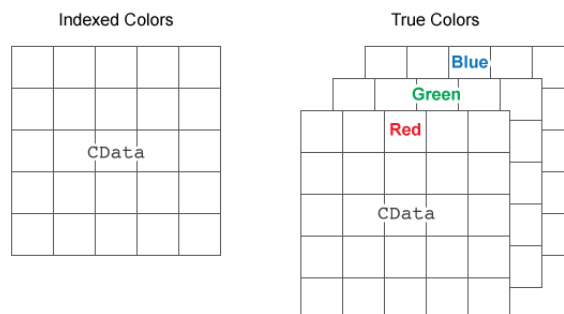 Indexed Colors
True Colors
Blue
Green
Red
CData
CData